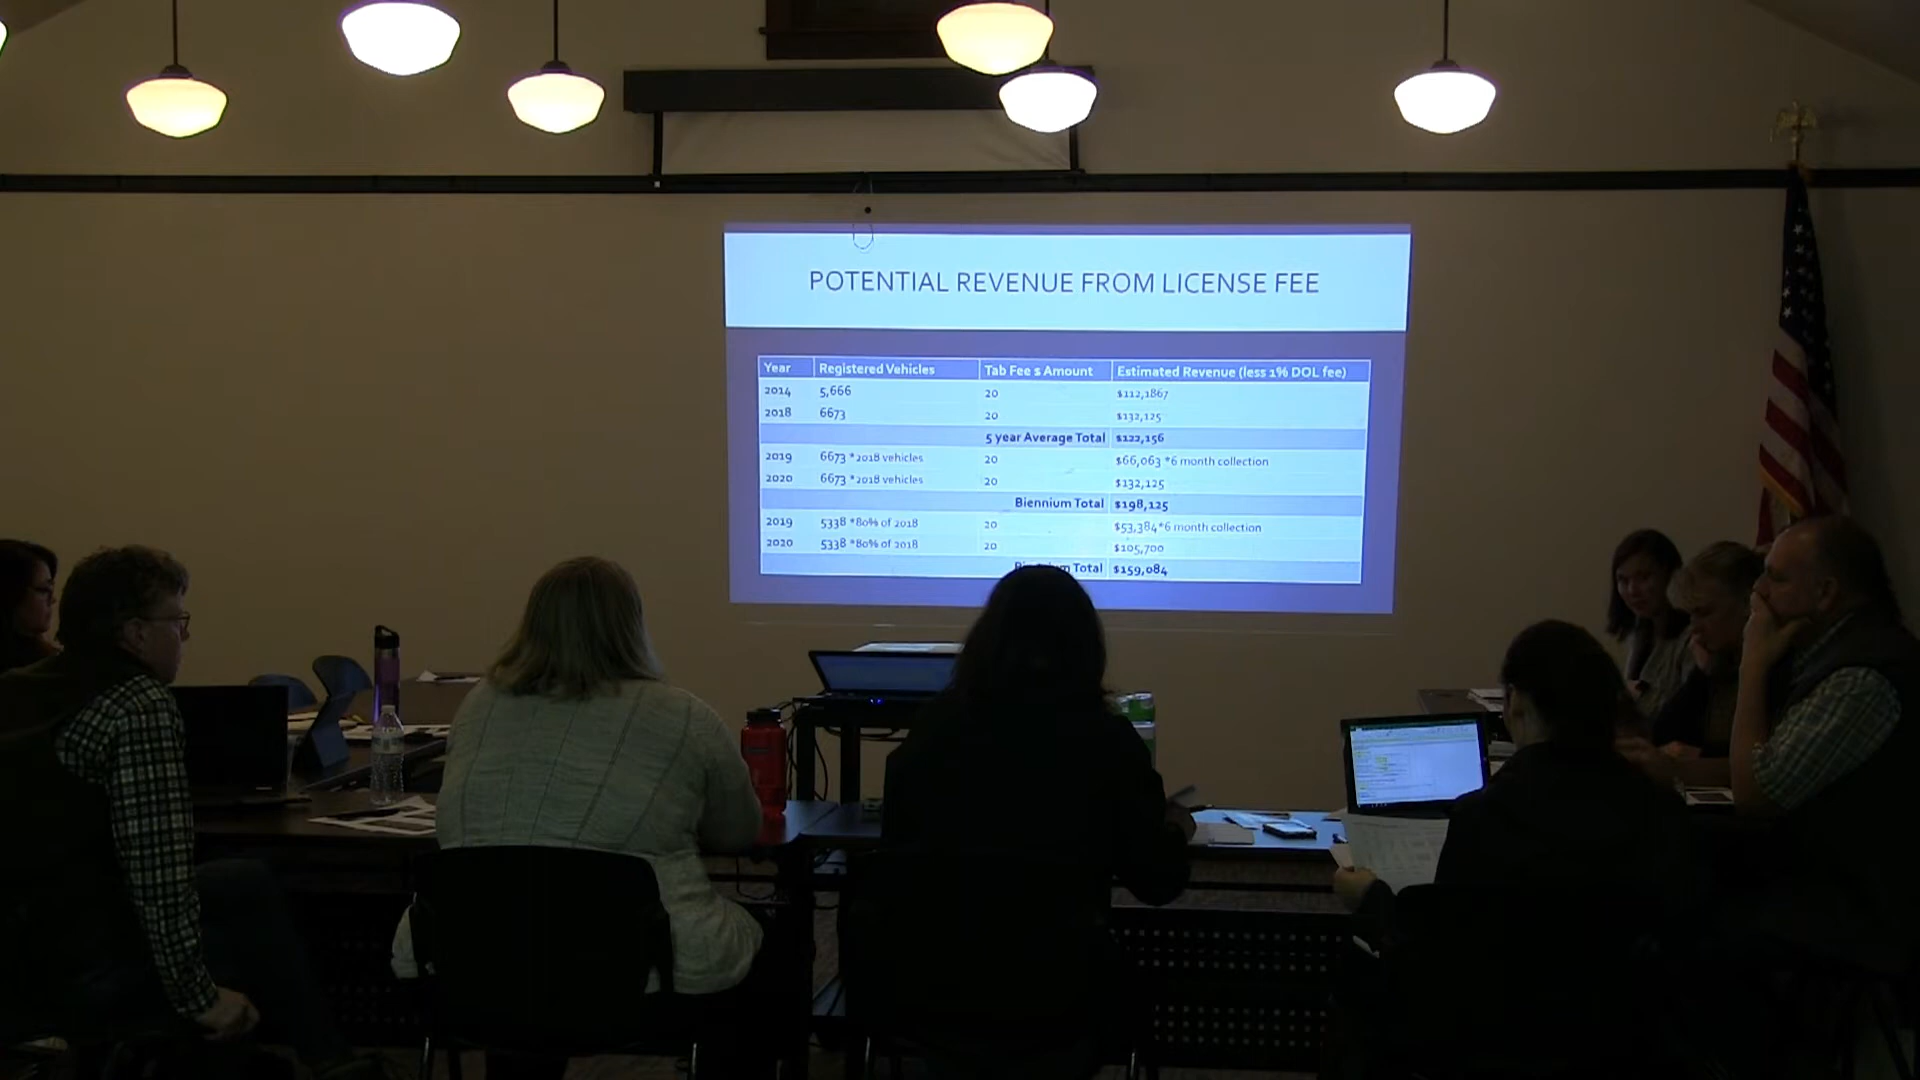 POTENTIAL REVENUE FROM LICENSE FEE
Year Registered Vehicles Tab Fee $ Amount Estimated Revenue (less 1% DOL fee)
2014 5,666 20 $112,1867
2018 6673 20 $132,125
5 year Average Total $122,156
2019 6673 *2018 vehicles 20 $66,063 *6 month collection
2020 6673 *2018 vehicles 20 $132,125
Biennium Total $198,125
2019 5338 *80% of 2018 20 $53,384*6 month collection
2020 5338 *80% of 2018 20 $105,700
Total $159,084